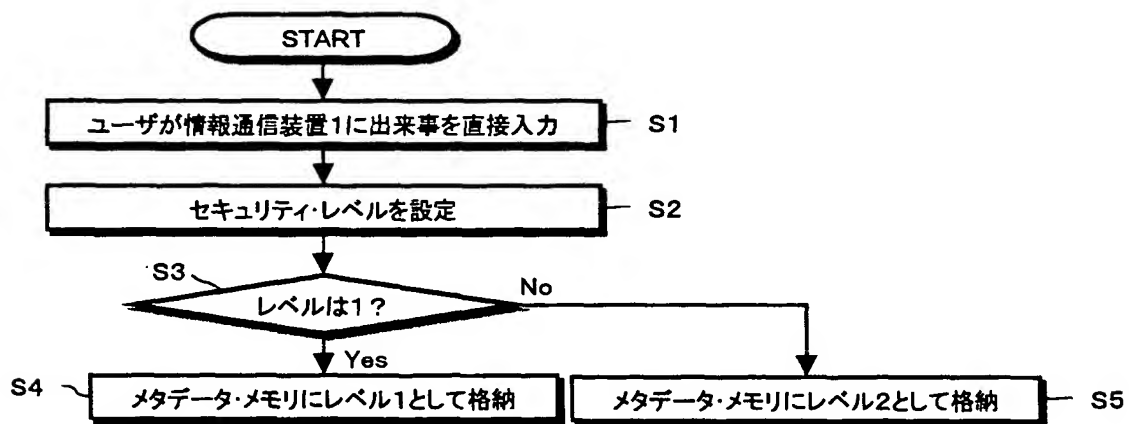 START
ユーザが情報通信装置1に出来事を直接入力
S1
セキュリティ・レベルを設定
S2
S3
レベルは1?
No
Yes
S4
メタデータ・メモリにレベル1として格納
メタデータ・メモリにレベル2として格納
S5